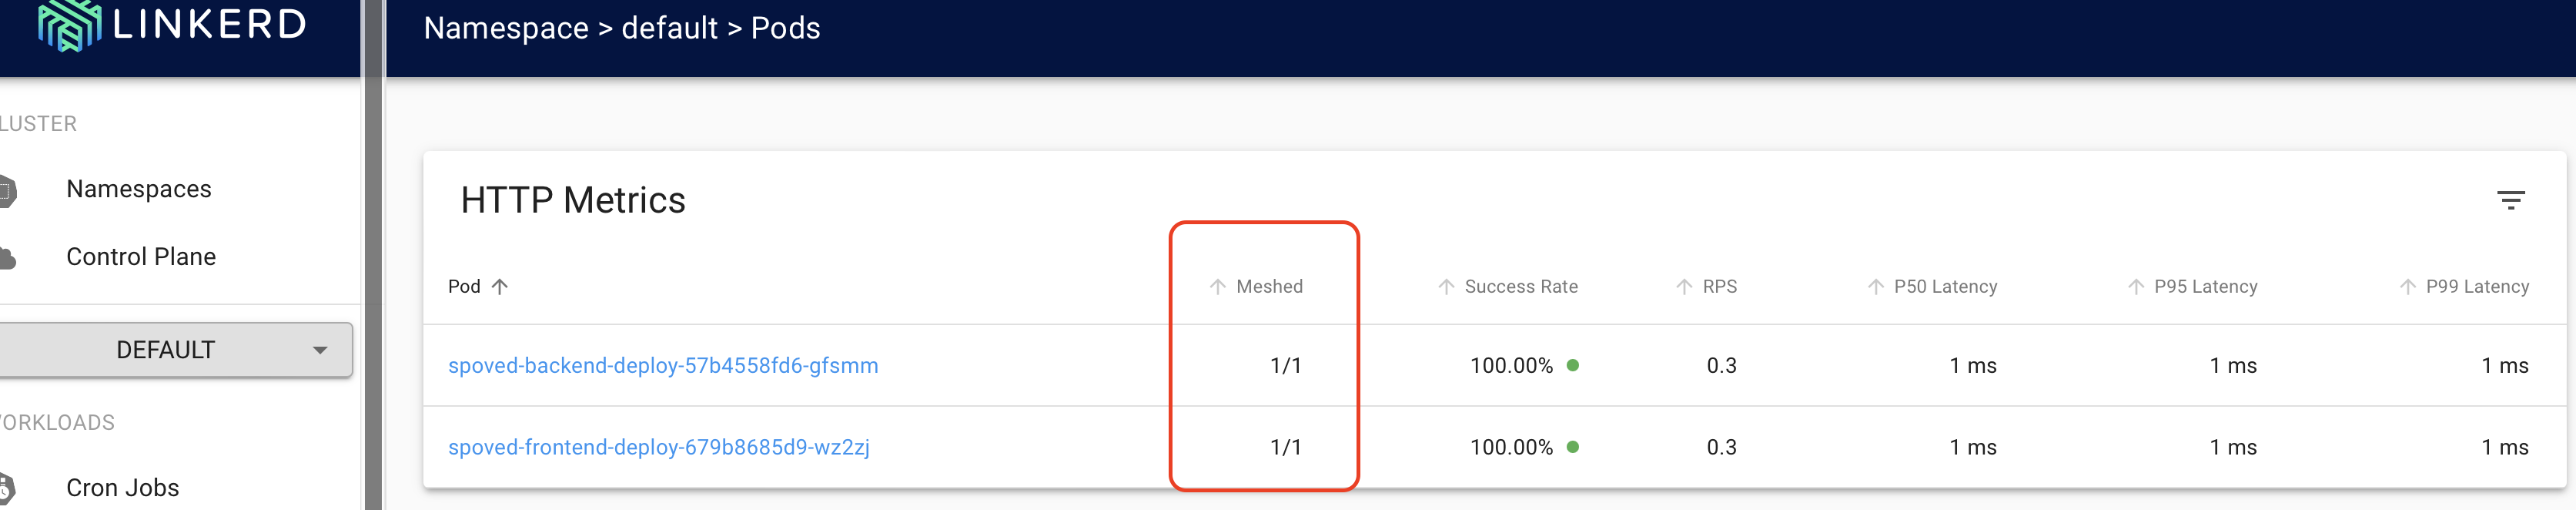 LINKERD
Namespace > default > Pods
LUSTER
Namespaces
Control Plane
DEFAULT
ORKLOADS
Cron Jobs
HTTP Metrics
Pod Meshed Success Rate RPS P50 Latency P95 Latency P99 Latency
spoved-backend-deploy-57b4558fd6-gfsmm 1/1 100.00% 0.3 1 ms 1 ms 1 ms
spoved-frontend-deploy-679b8685d9-wz2zj 1/1 100.00% 0.3 1 ms 1 ms 1 ms